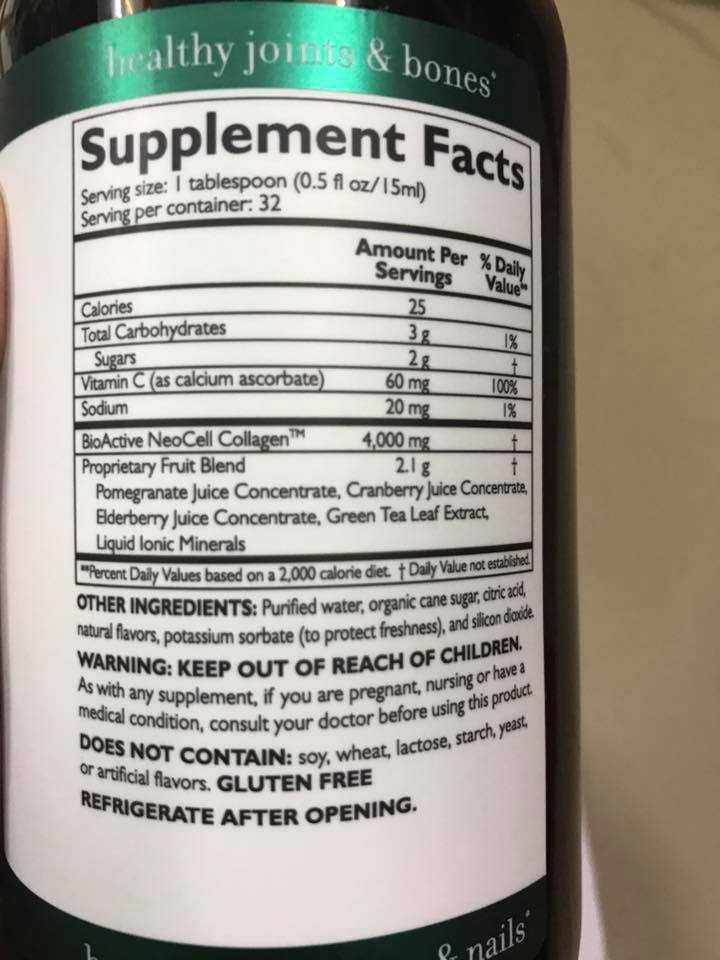 healthy joints & bones*
Supplement Facts
Serving size: 1 tablespoon (0.5 fl oz/15ml)
Serving per container: 32
Amount Per Servings % Daily Value**
Calories 25
Total Carbohydrates 3 g 1%
Sugars 2 g †
Vitamin C (as calcium ascorbate) 60 mg 100%
Sodium 20 mg 1%
BioActive NeoCell Collagen™ 4,000 mg †
Proprietary Fruit Blend 2.1 g †
Pomegranate Juice Concentrate, Cranberry Juice Concentrate,
Elderberry Juice Concentrate, Green Tea Leaf Extract,
Liquid Ionic Minerals
**Percent Daily Values based on a 2,000 calorie diet. † Daily Value not established.
OTHER INGREDIENTS: Purified water, organic cane sugar, citric acid,
natural flavors, potassium sorbate (to protect freshness), and silicon dioxide.
WARNING: KEEP OUT OF REACH OF CHILDREN.
As with any supplement, if you are pregnant, nursing or have a
medical condition, consult your doctor before using this product.
DOES NOT CONTAIN: soy, wheat, lactose, starch, yeast,
or artificial flavors. GLUTEN FREE
REFRIGERATE AFTER OPENING.
& nails*